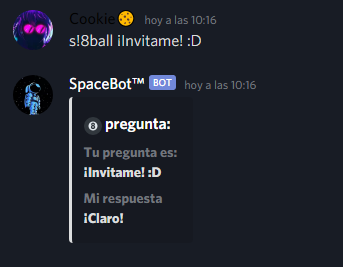 Cookie🍪 hoy a las 10:16
s!8ball iInvitame! :D
SpaceBot™ BOT hoy a las 10:16
🎱 pregunta:
Tu pregunta es:
¡Invitame! :D
Mi respuesta
¡Claro!